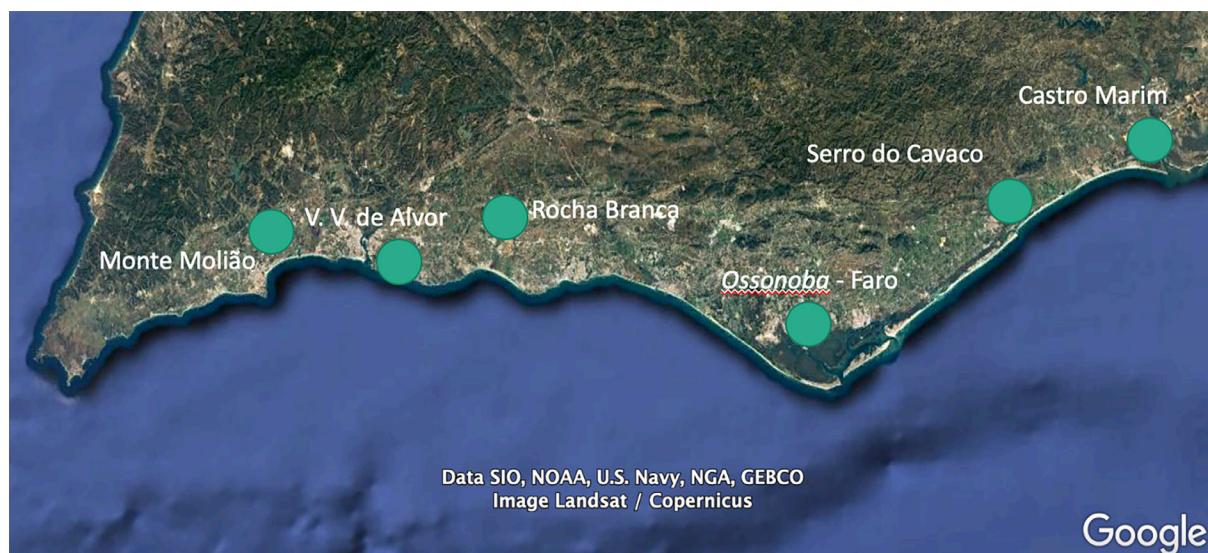 Castro Marim
Serro do Cavaco
V. V. de Alvor
Rocha Branca
Monte Molião
Ossonoba - Faro
Data SIO, NOAA, U.S. Navy, NGA, GEBCO
Image Landsat / Copernicus
Google